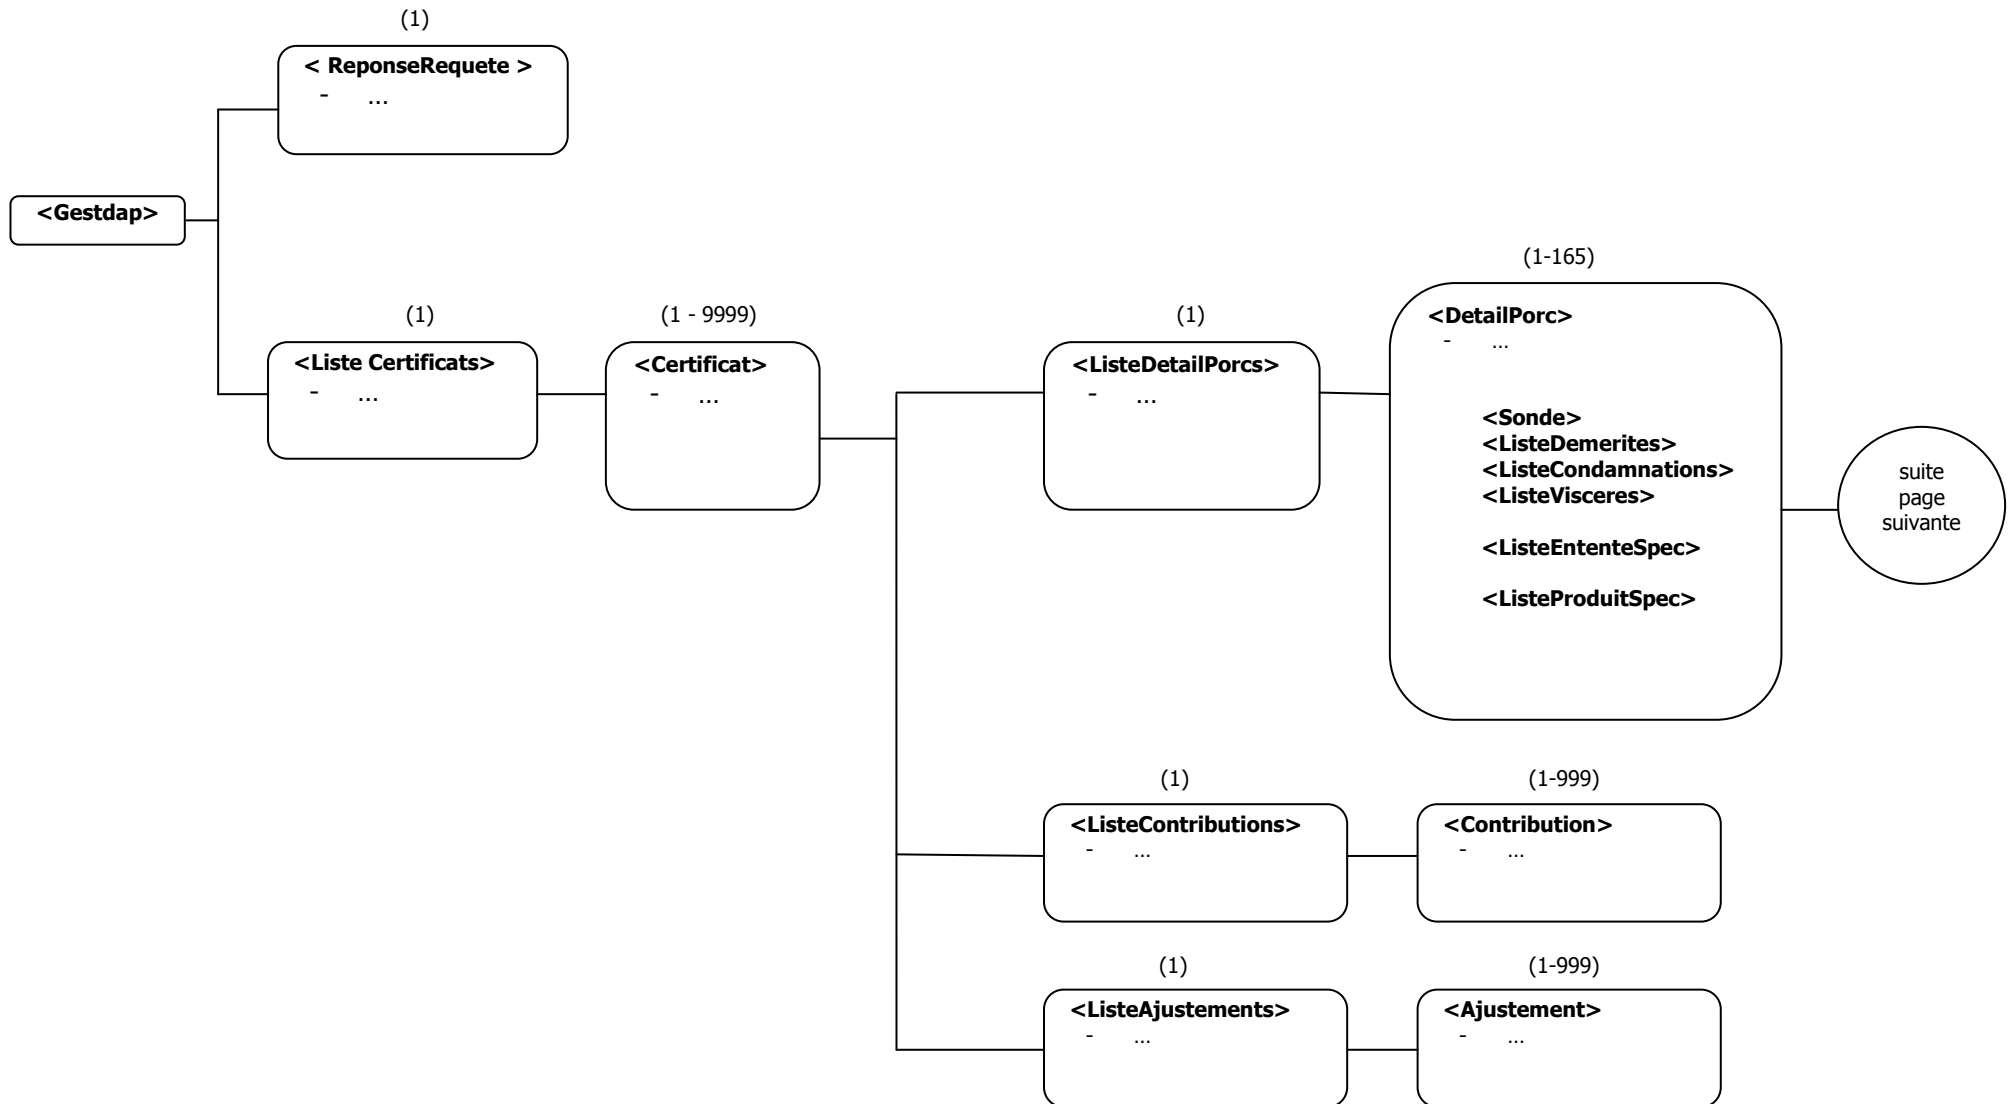 (1)
< ReponseRequete >
- ...
<Gestdap>
(1)
<Liste Certificats>
- ...
(1 - 9999)
<Certificat>
- ...
(1)
<ListeDetailPorcs>
- ...
(1-165)
<DetailPorc>
- ...
<Sonde>
<ListeDemerites>
<ListeCondamnations>
<ListeVisceres>
<ListeEntenteSpec>
<ListeProduitSpec>
suite
page
suivante
(1)
<ListeContributions>
- ...
(1-999)
<Contribution>
- ...
(1)
<ListeAjustements>
- ...
(1-999)
<Ajustement>
- ...